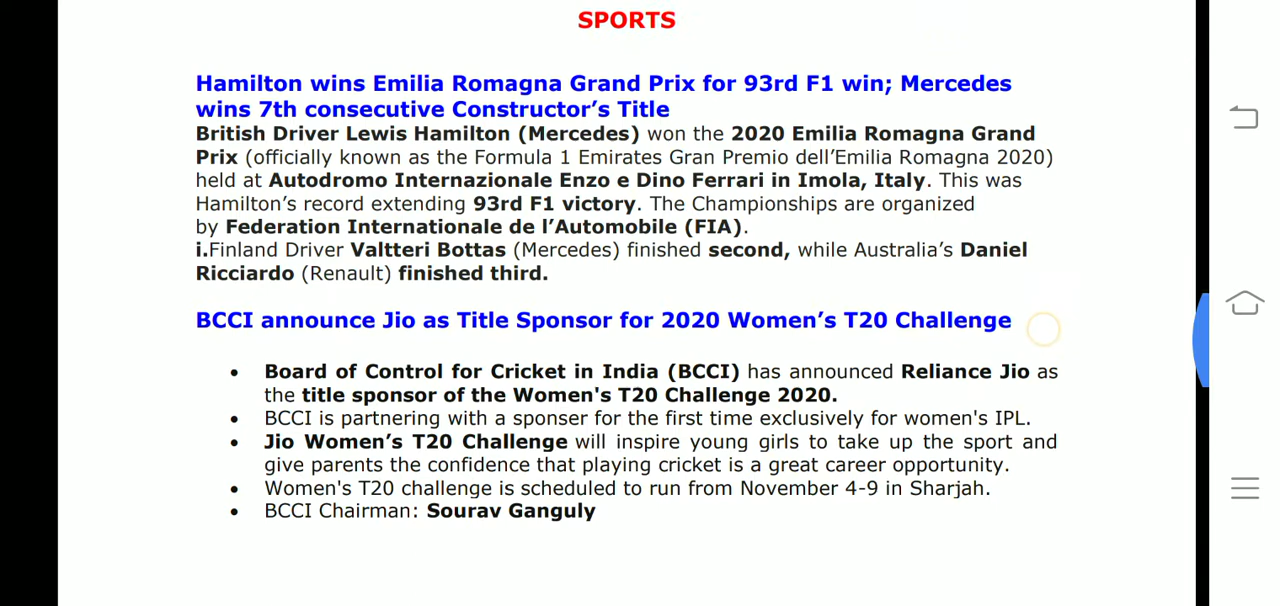 SPORTS
Hamilton wins Emilia Romagna Grand Prix for 93rd F1 win; Mercedes
wins 7th consecutive Constructor’s Title
British Driver Lewis Hamilton (Mercedes) won the 2020 Emilia Romagna Grand
Prix (officially known as the Formula 1 Emirates Gran Premio dell’Emilia Romagna 2020)
held at Autodromo Internazionale Enzo e Dino Ferrari in Imola, Italy. This was
Hamilton’s record extending 93rd F1 victory. The Championships are organized
by Federation Internationale de l’Automobile (FIA).
i.Finland Driver Valtteri Bottas (Mercedes) finished second, while Australia’s Daniel
Ricciardo (Renault) finished third.
BCCI announce Jio as Title Sponsor for 2020 Women’s T20 Challenge
• Board of Control for Cricket in India (BCCI) has announced Reliance Jio as
the title sponsor of the Women's T20 Challenge 2020.
• BCCI is partnering with a sponser for the first time exclusively for women's IPL.
• Jio Women’s T20 Challenge will inspire young girls to take up the sport and
give parents the confidence that playing cricket is a great career opportunity.
• Women's T20 challenge is scheduled to run from November 4-9 in Sharjah.
• BCCI Chairman: Sourav Ganguly